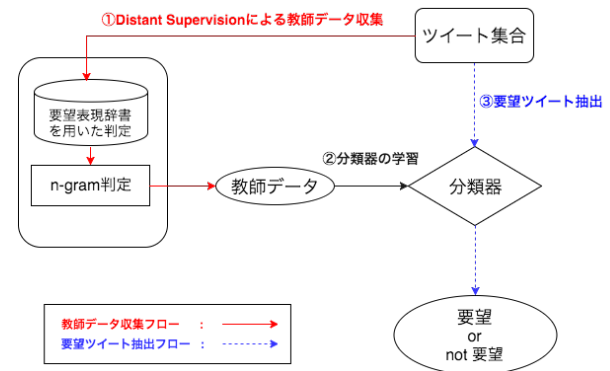 ①Distant Supervisionによる教師データ収集
ツイート集合
要望表現辞書
を用いた判定
③要望ツイート抽出
②分類器の学習
n-gram判定
教師データ
分類器
教師データ収集フロー :
要望ツイート抽出フロー :
要望
or
not 要望